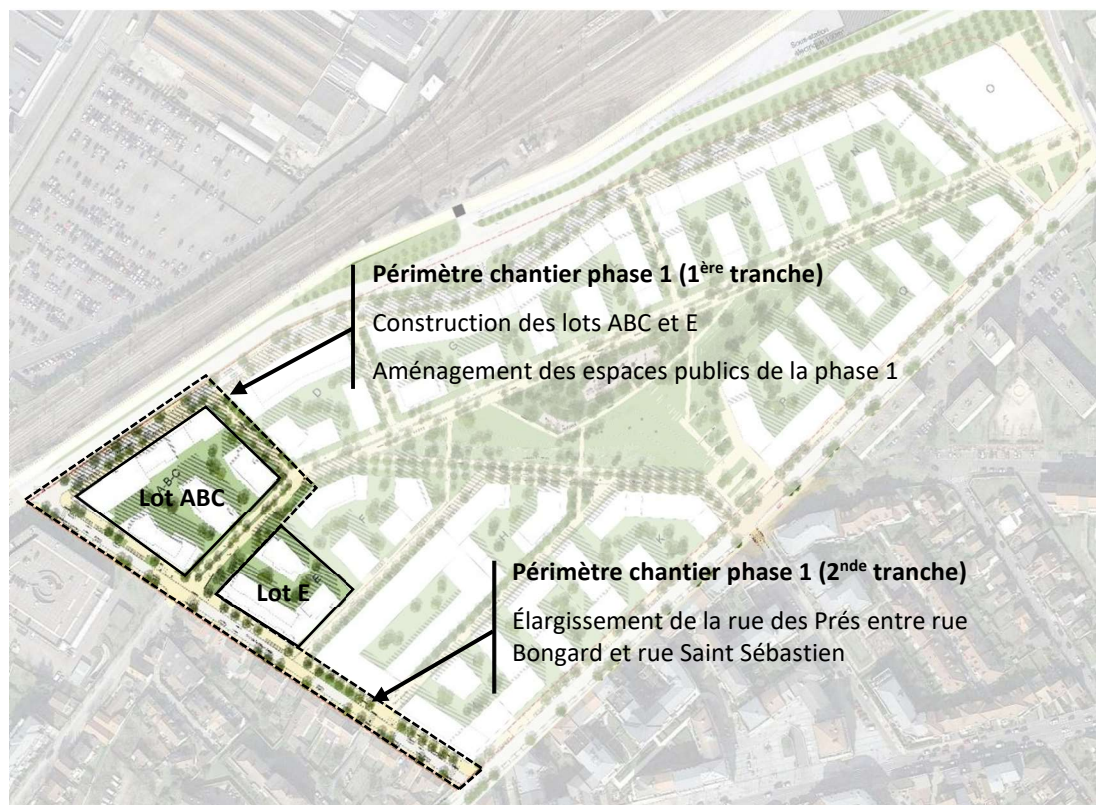 Sous-station
Périmètre chantier phase 1 (1ère tranche)
Construction des lots ABC et E
Aménagement des espaces publics de la phase 1
G
D
M
A-B-C
Lot ABC
F
H
K
P
Q
Lot E
E
Périmètre chantier phase 1 (2nde tranche)
Élargissement de la rue des Prés entre rue
Bongard et rue Saint Sébastien